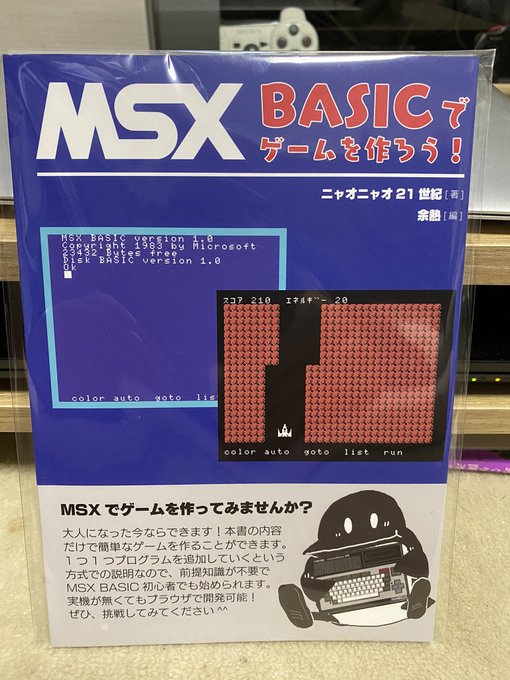 SONY
MSX BASICで
ゲームを作ろう！
ニャオニャオ21世紀[著]
余熱[編]
MSX BASIC version 1.0
Copyright 1983 by Microsoft
23432 Bytes free
Disk BASIC version 1.0
Ok
color auto goto lis
スコア 210 エネルギー 20
color auto goto list run
MSXでゲームを作ってみませんか？
大人になった今ならできます！本書の内容
だけで簡単なゲームを作ることができます。
1つ1つプログラムを追加していくという
方式での説明なので、前提知識が不要で
MSX BASIC 初心者でも始められます。
実機が無くてもブラウザで開発可能！
ぜひ、挑戦してみてください^^